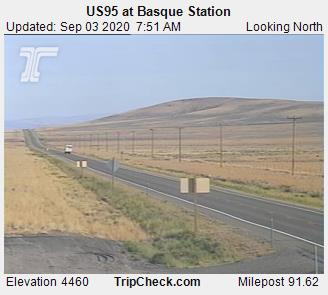 US95 at Basque Station
Updated: Sep 03 2020 7:51 AM Looking North
Elevation 4460 TripCheck.com Milepost 91.62